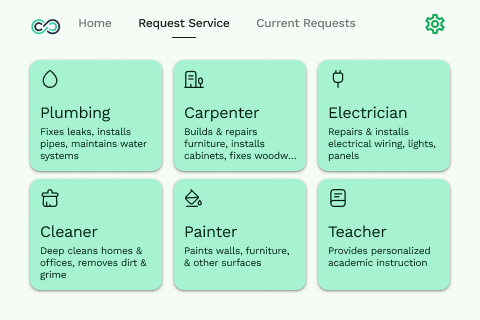 Home Request Service Current Requests
Plumbing
Fixes leaks, installs
pipes, maintains water
systems
Carpenter
Builds & repairs
furniture, installs
cabinets, fixes woodw...
Electrician
Repairs & installs
electrical wiring, lights,
panels
Cleaner
Deep cleans homes &
offices, removes dirt &
grime
Painter
Paints walls, furniture,
& other surfaces
Teacher
Provides personalized
academic instruction